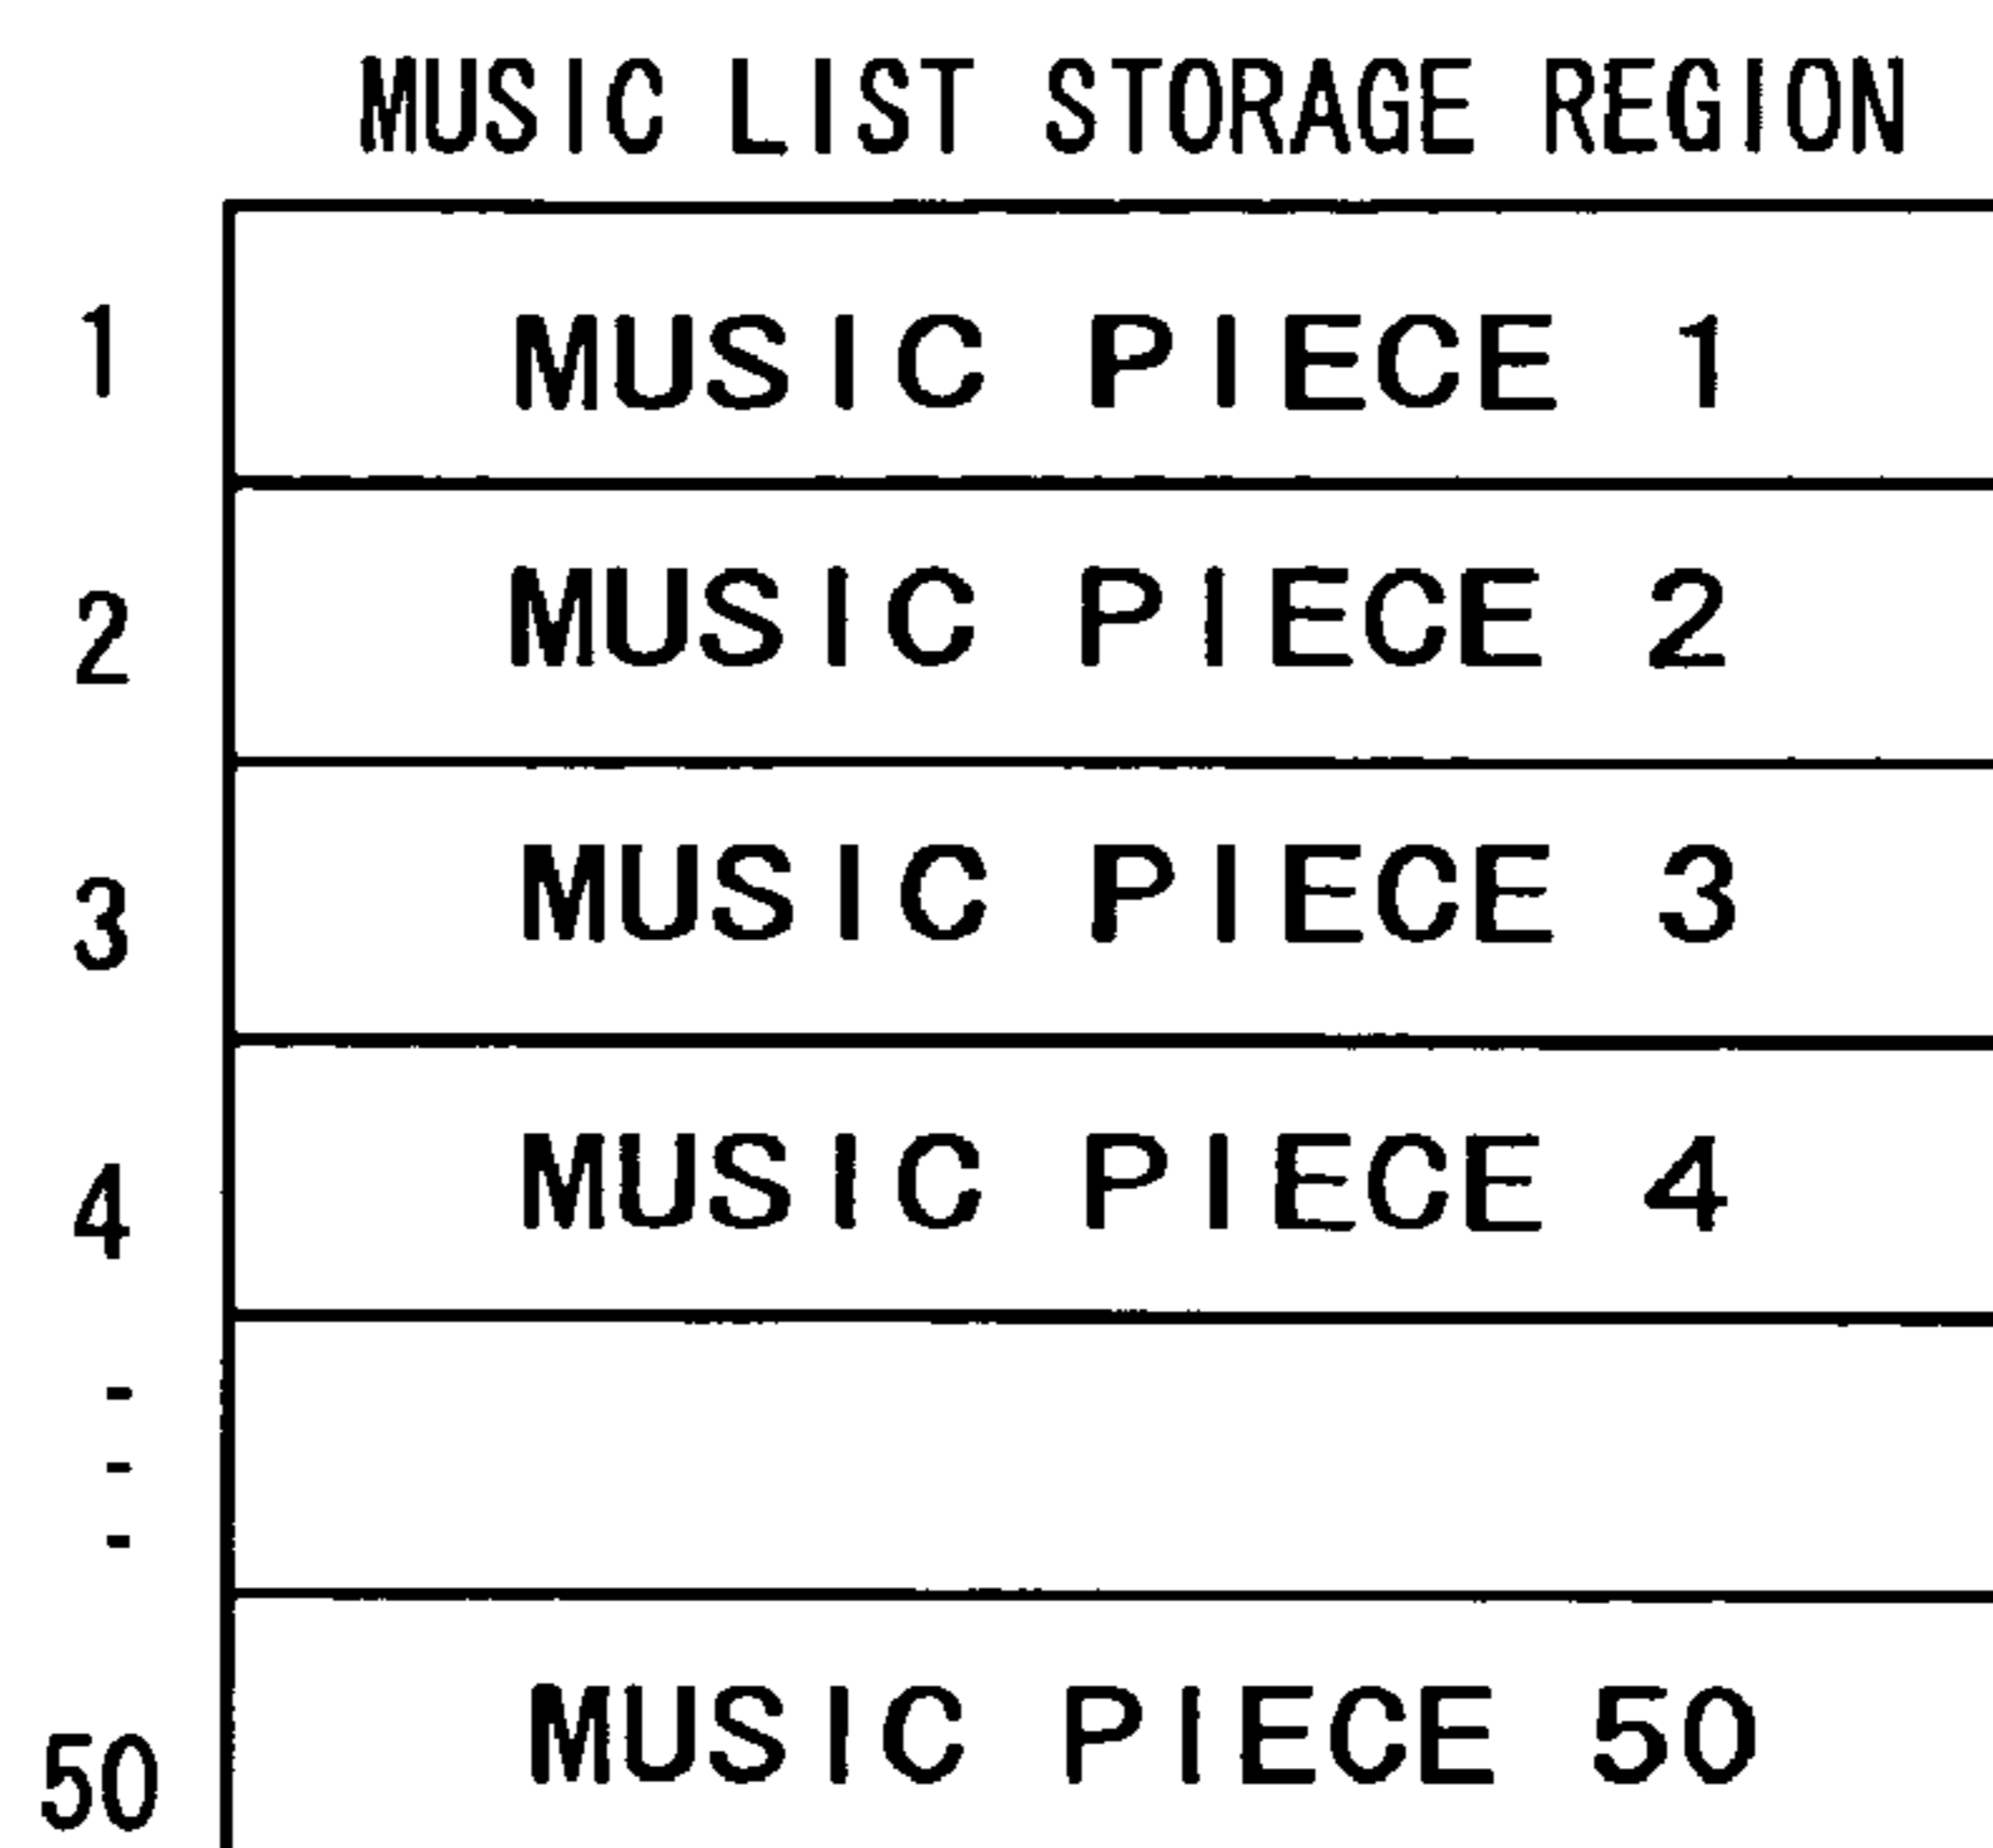 MUSIC LIST STORAGE REGION
1 MUSIC PIECE 1
2 MUSIC PIECE 2
3 MUSIC PIECE 3
4 MUSIC PIECE 4
-
-
-
50 MUSIC PIECE 50